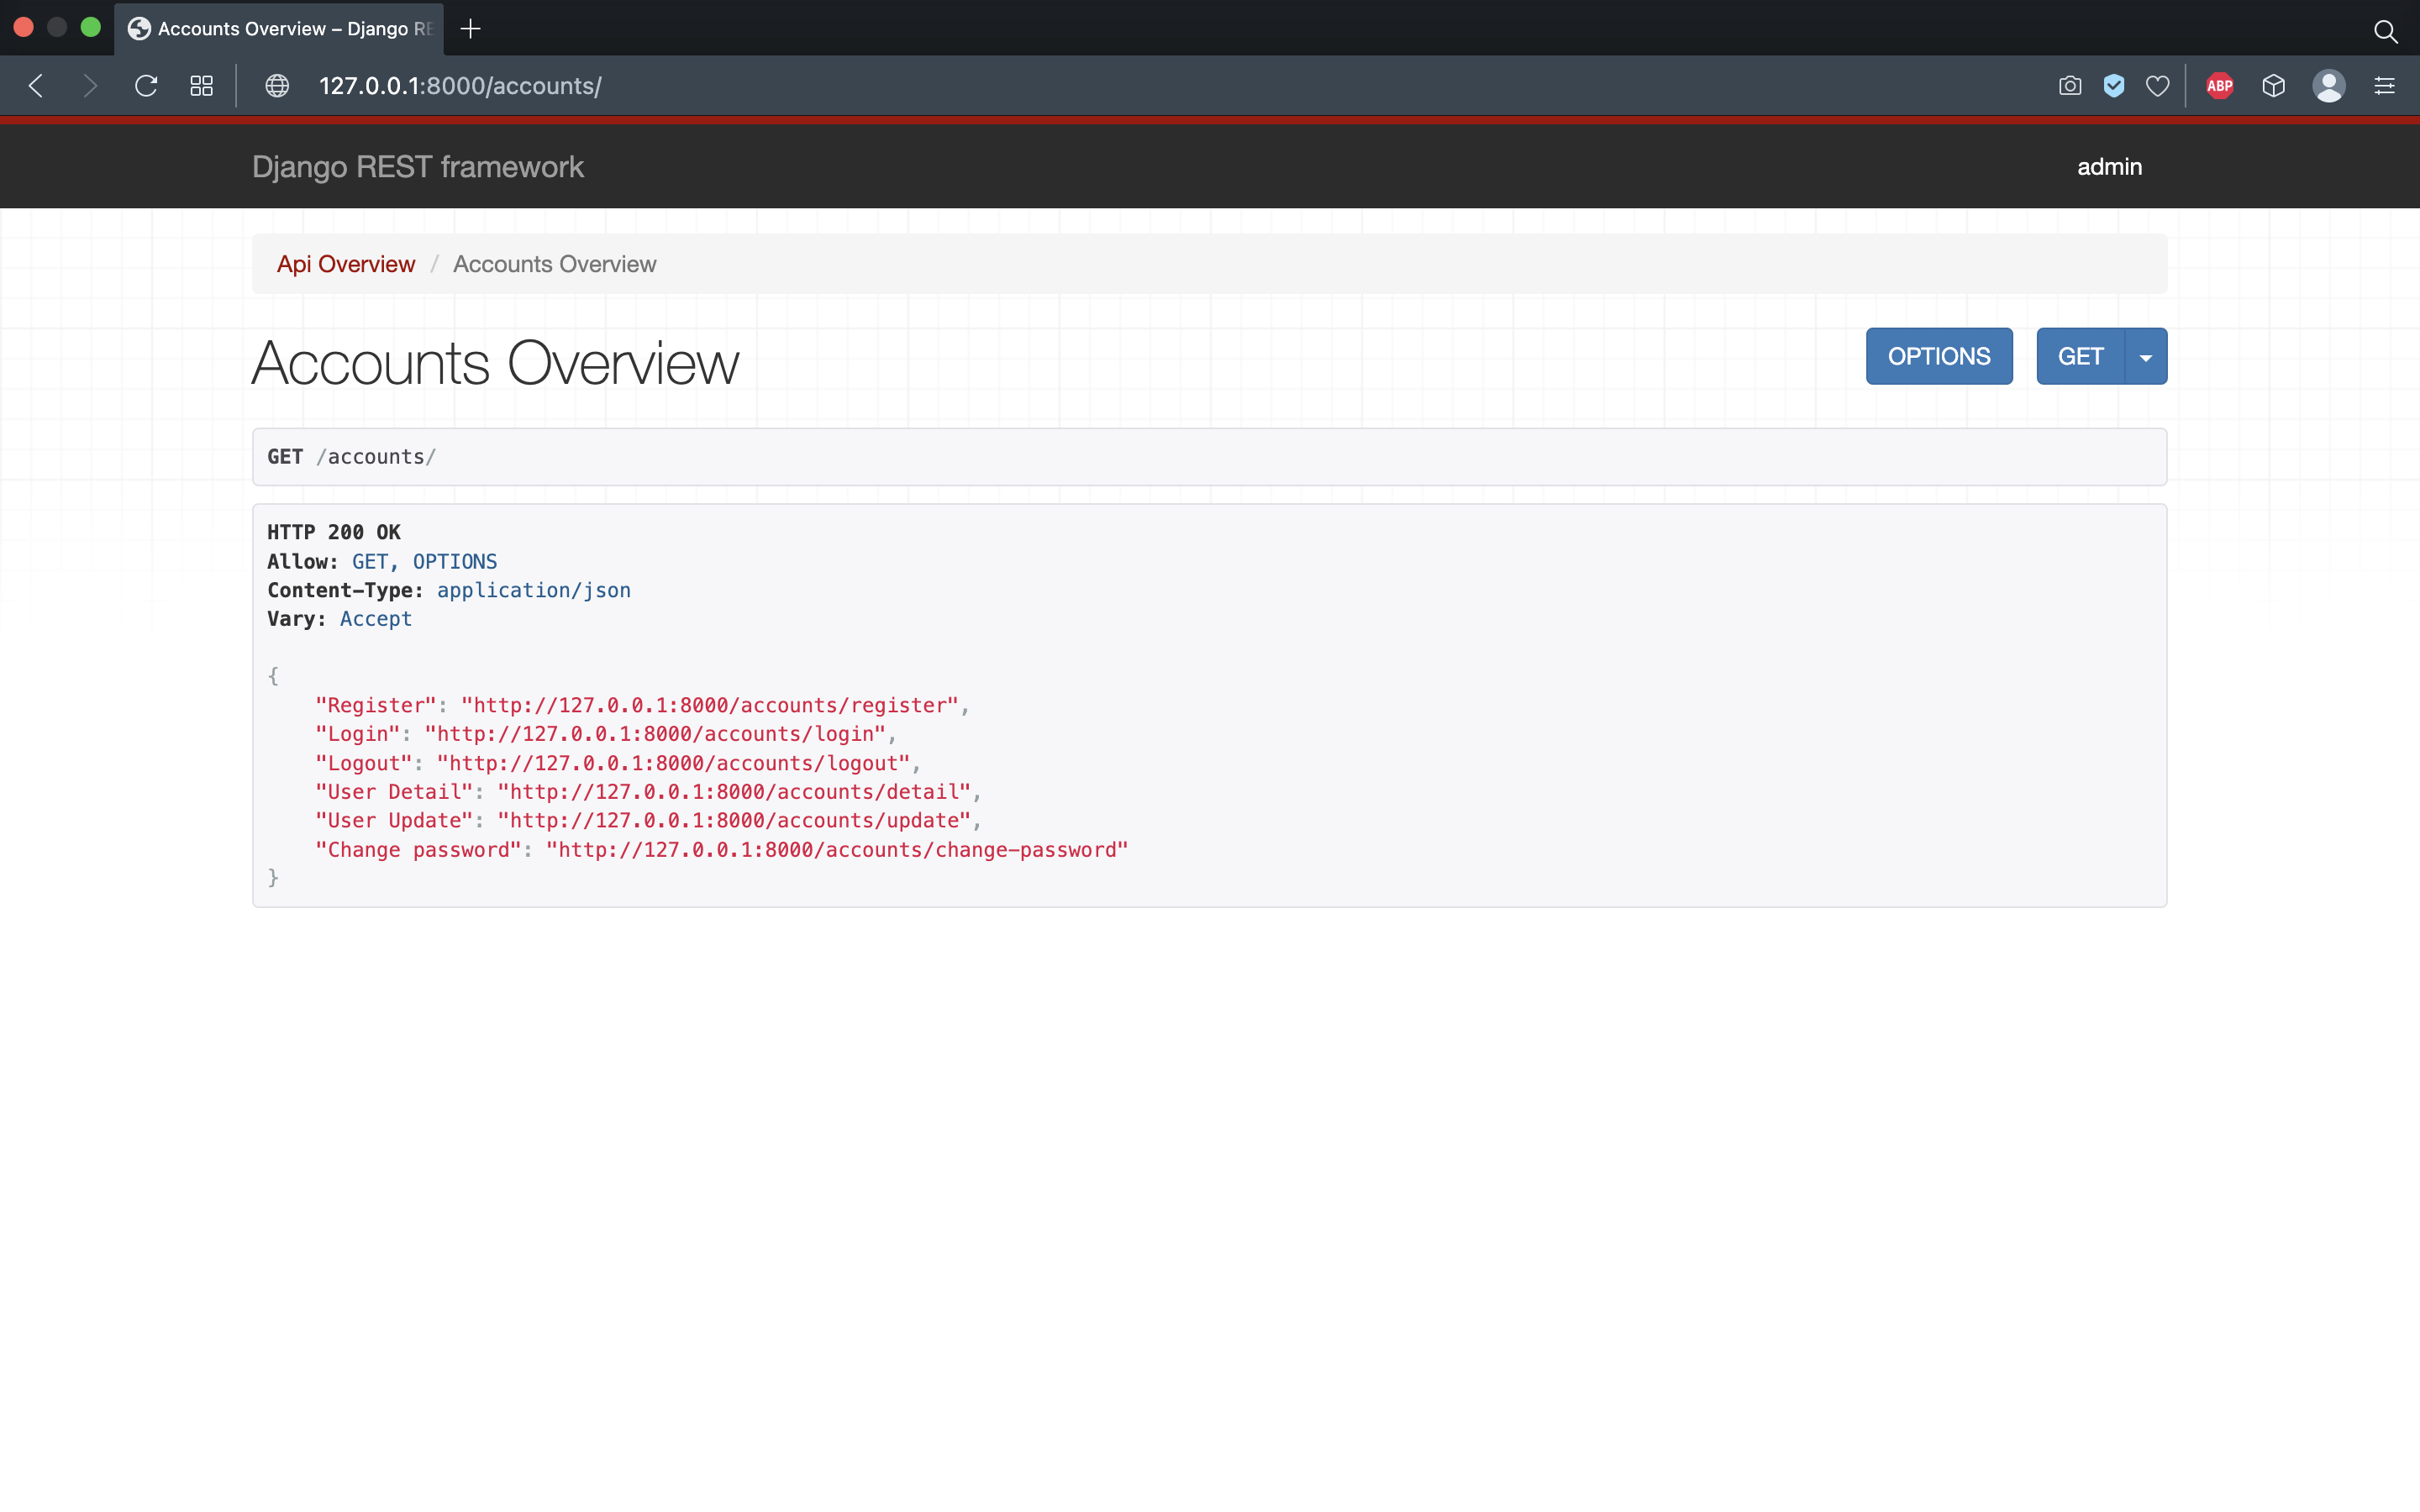 Accounts Overview – Django RE
127.0.0.1:8000/accounts/
ABP
Django REST framework
admin
Api Overview / Accounts Overview
Accounts Overview
OPTIONS
GET
GET /accounts/
HTTP 200 OK
Allow: GET, OPTIONS
Content-Type: application/json
Vary: Accept
{
"Register": "http://127.0.0.1:8000/accounts/register",
"Login": "http://127.0.0.1:8000/accounts/login",
"Logout": "http://127.0.0.1:8000/accounts/logout",
"User Detail": "http://127.0.0.1:8000/accounts/detail",
"User Update": "http://127.0.0.1:8000/accounts/update",
"Change password": "http://127.0.0.1:8000/accounts/change-password"
}